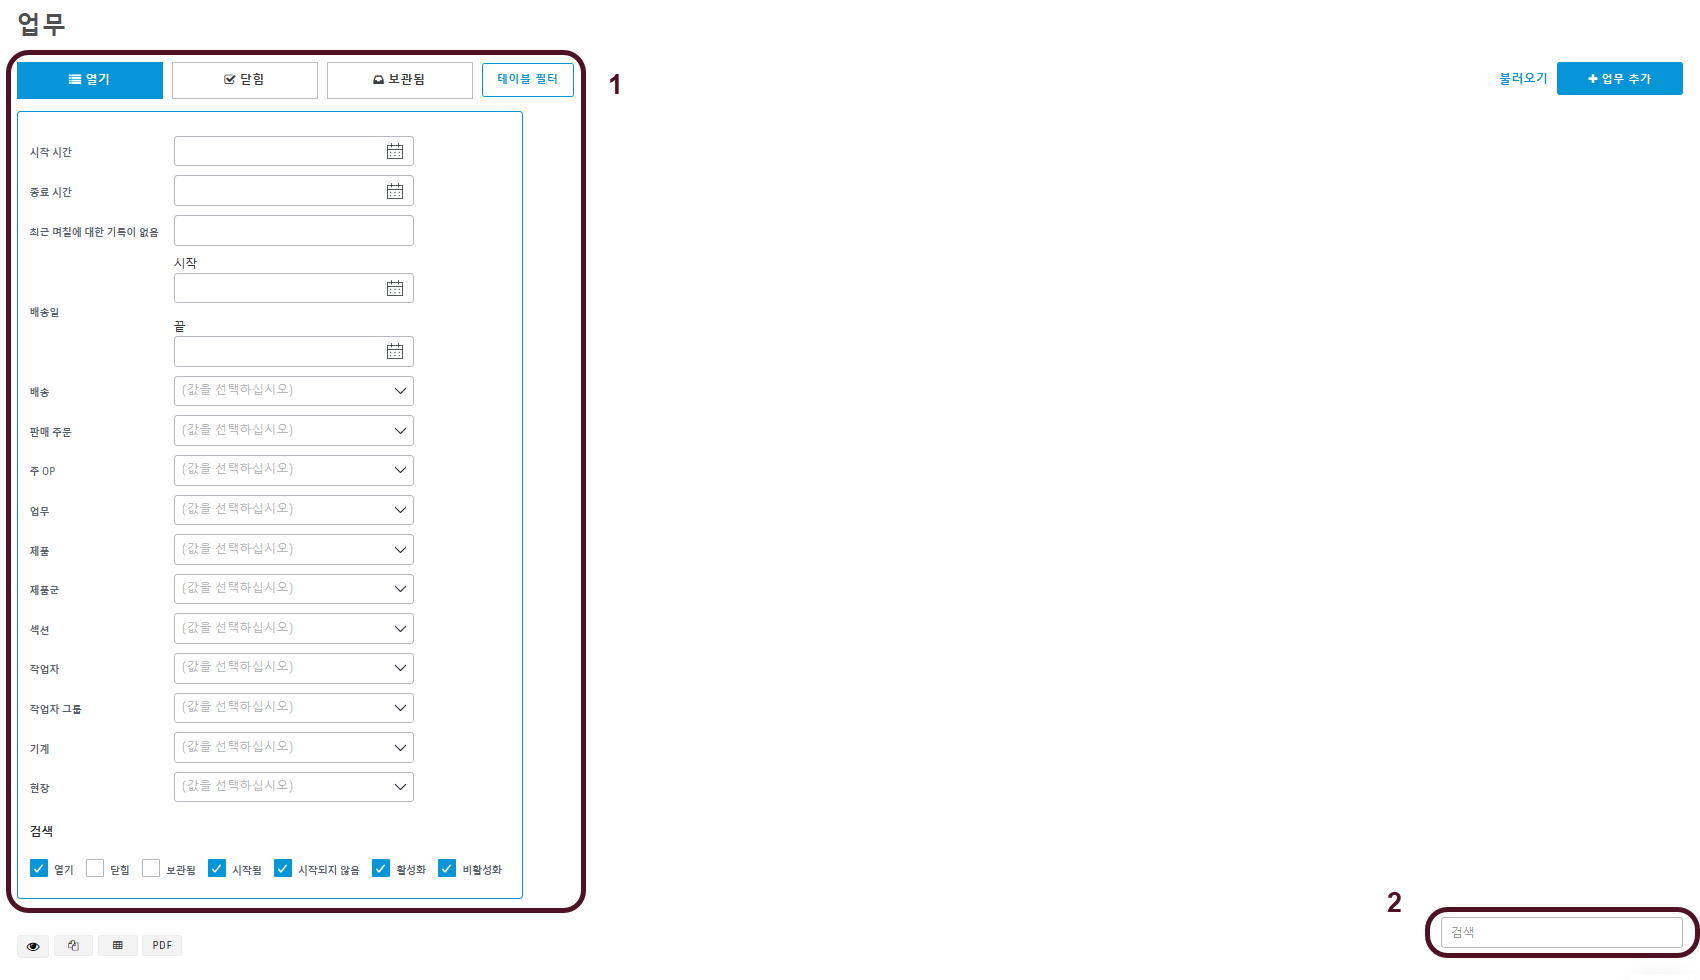 업무
열기
닫힘
보관됨
테이블 필터
1
불러오기
업무 추가
시작 시간
종료 시간
최근 며칠에 대한 기록이 없음
시작
배송일
끝
배송 (값을 선택하십시오)
판매 주문 (값을 선택하십시오)
주 OP (값을 선택하십시오)
업무 (값을 선택하십시오)
제품 (값을 선택하십시오)
제품군 (값을 선택하십시오)
섹션 (값을 선택하십시오)
작업자 (값을 선택하십시오)
작업자 그룹 (값을 선택하십시오)
기계 (값을 선택하십시오)
현장 (값을 선택하십시오)
검색
열기 닫힘 보관됨 시작됨 시작되지 않음 활성화 비활성화
2
검색
PDF